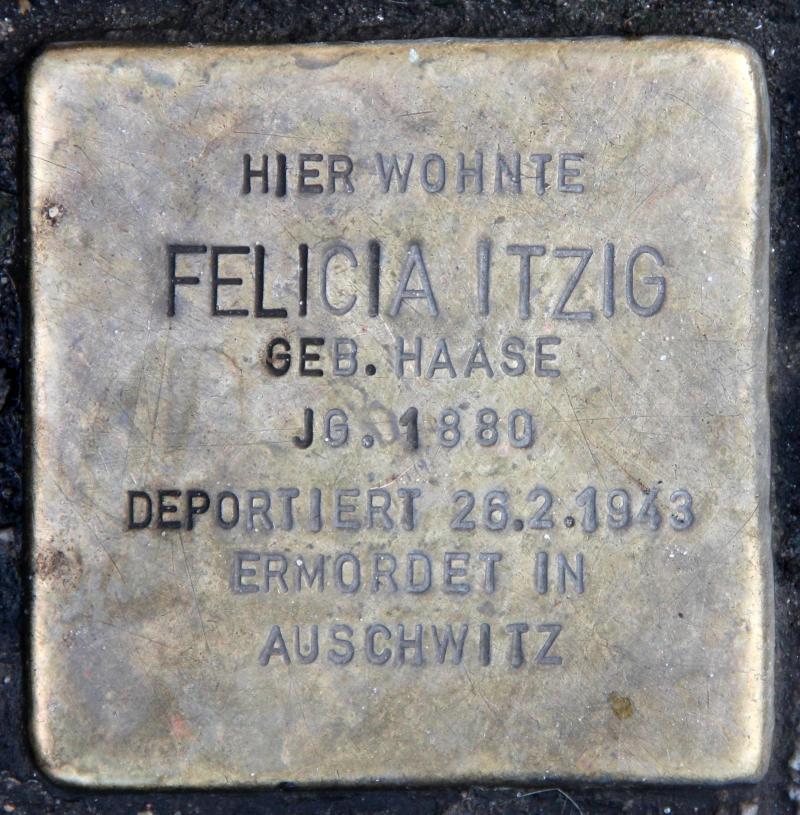 HIER WOHNTE
FELICIA ITZIG
GEB. HAASE
JG. 1880
DEPORTIERT 26.2.1943
ERMORDET IN
AUSCHWITZ